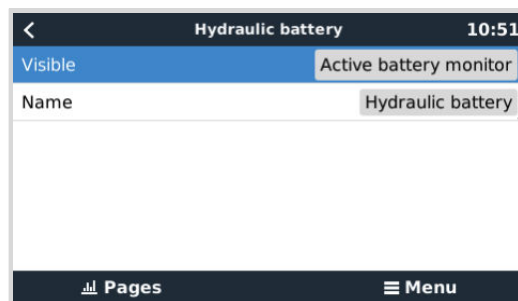 Hydraulic battery 10:51
Visible Active battery monitor
Name Hydraulic battery
Pages Menu